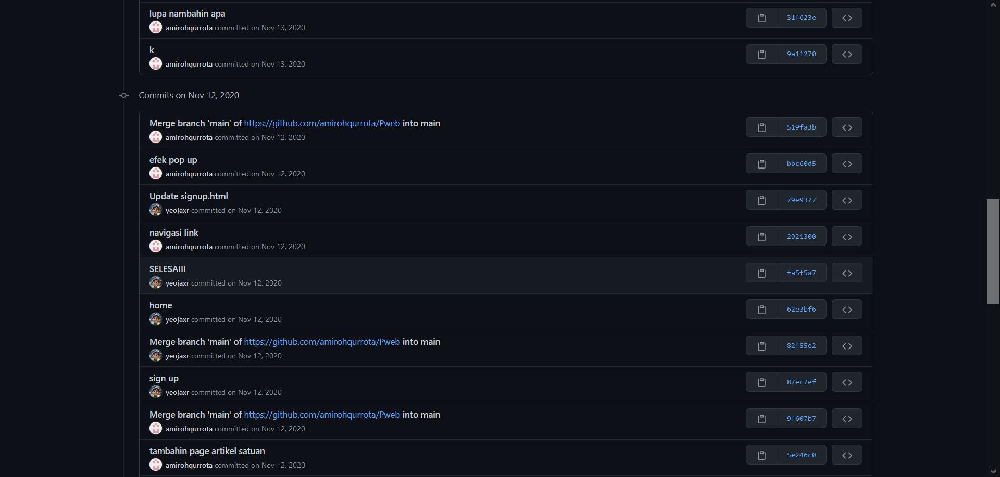 lupa nambahin apa
amirohqurrota committed on Nov 13, 2020
31f623e
k
amirohqurrota committed on Nov 13, 2020
9a11270
Commits on Nov 12, 2020
Merge branch 'main' of https://github.com/amirohqurrota/Pweb into main
amirohqurrota committed on Nov 12, 2020
519fa3b
efek pop up
amirohqurrota committed on Nov 12, 2020
bbc60d5
Update signup.html
yeojaxr committed on Nov 12, 2020
79e9377
navigasi link
amirohqurrota committed on Nov 12, 2020
2921300
SELESAIII
yeojaxr committed on Nov 12, 2020
fa5f5a7
home
yeojaxr committed on Nov 12, 2020
62e3bf6
Merge branch 'main' of https://github.com/amirohqurrota/Pweb into main
yeojaxr committed on Nov 12, 2020
82f55e2
sign up
yeojaxr committed on Nov 12, 2020
87ec7ef
Merge branch 'main' of https://github.com/amirohqurrota/Pweb into main
amirohqurrota committed on Nov 12, 2020
9f607b7
tambahin page artikel satuan
amirohqurrota committed on Nov 12, 2020
5e246c0